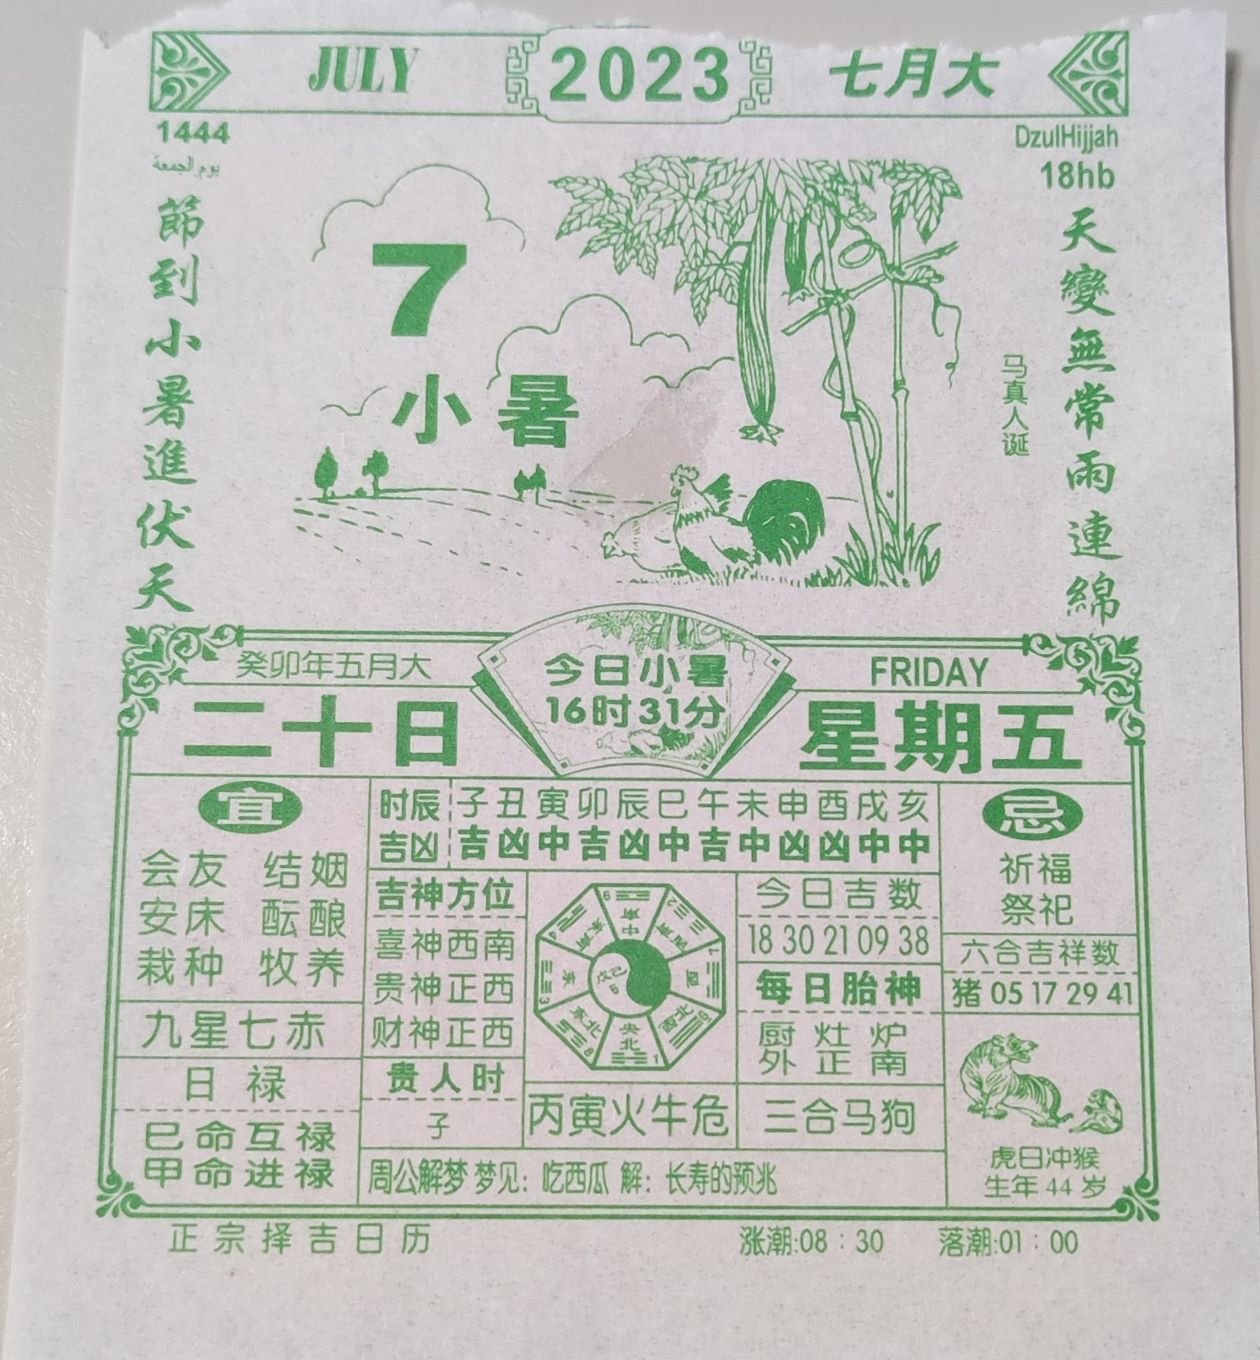 JULY 2023 七月大
1444
DzulHijjah
يوم الجمعة
18hb
節到小暑進伏天
7
小暑
马真人诞
天變無常雨連綿
癸卯年五月大
今日小暑
16时31分
FRIDAY
二十日
星期五
宜
会友 结姻
安床 酝酿
栽种 牧养
九星七赤
日禄
巳命互禄
甲命进禄
时辰 子丑寅卯辰巳午未申酉戌亥
吉凶 吉凶中吉凶中吉中凶凶中中
吉神方位
喜神西南
贵神正西
财神正西
贵人时
子
丙寅火牛危
今日吉数
18 30 21 09 38
每日胎神
厨灶炉
外正南
三合马狗
周公解梦 梦见：吃西瓜 解：长寿的预兆
忌
祈福
祭祀
六合吉祥数
猪 05 17 29 41
虎日冲猴
生年 44 岁
正宗择吉日历
涨潮:08：30 落潮:01：00